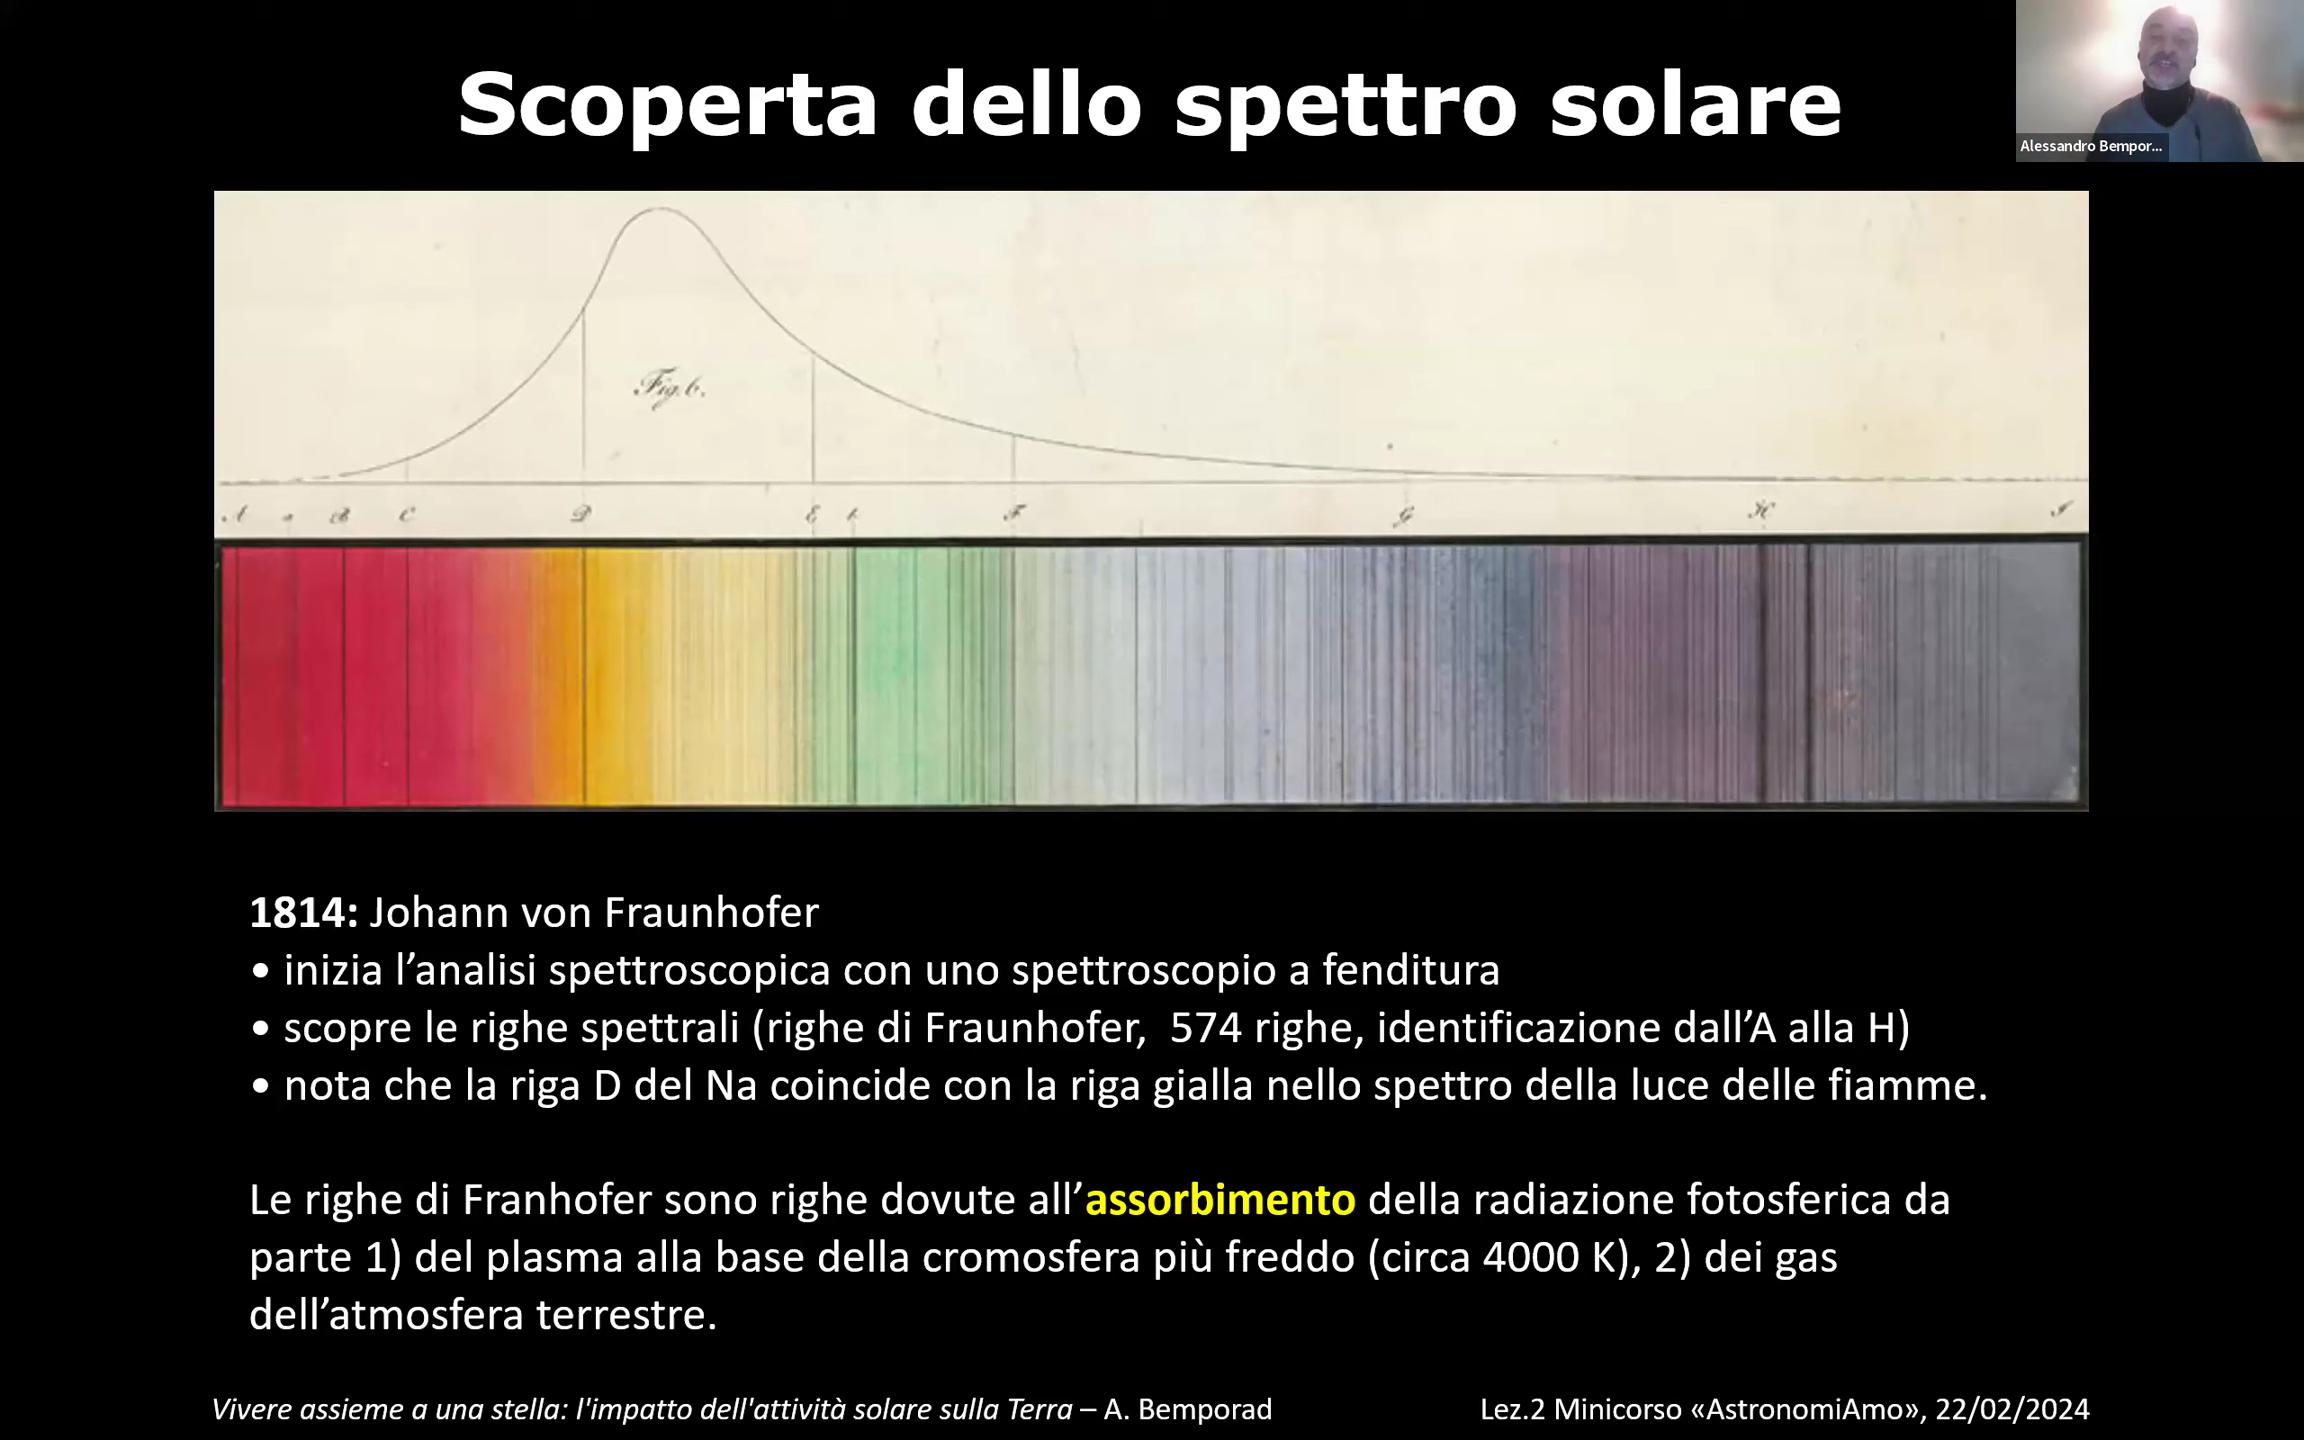 Scoperta dello spettro solare
Alessandro Bempor...
Fig.6.
A a B C D E b F G H I
1814: Johann von Fraunhofer
• inizia l’analisi spettroscopica con uno spettroscopio a fenditura
• scopre le righe spettrali (righe di Fraunhofer,  574 righe, identificazione dall’A alla H)
• nota che la riga D del Na coincide con la riga gialla nello spettro della luce delle fiamme.
Le righe di Franhofer sono righe dovute all’assorbimento della radiazione fotosferica da
parte 1) del plasma alla base della cromosfera più freddo (circa 4000 K), 2) dei gas
dell’atmosfera terrestre.
Vivere assieme a una stella: l'impatto dell'attività solare sulla Terra – A. Bemporad
Lez.2 Minicorso «AstronomiAmo», 22/02/2024